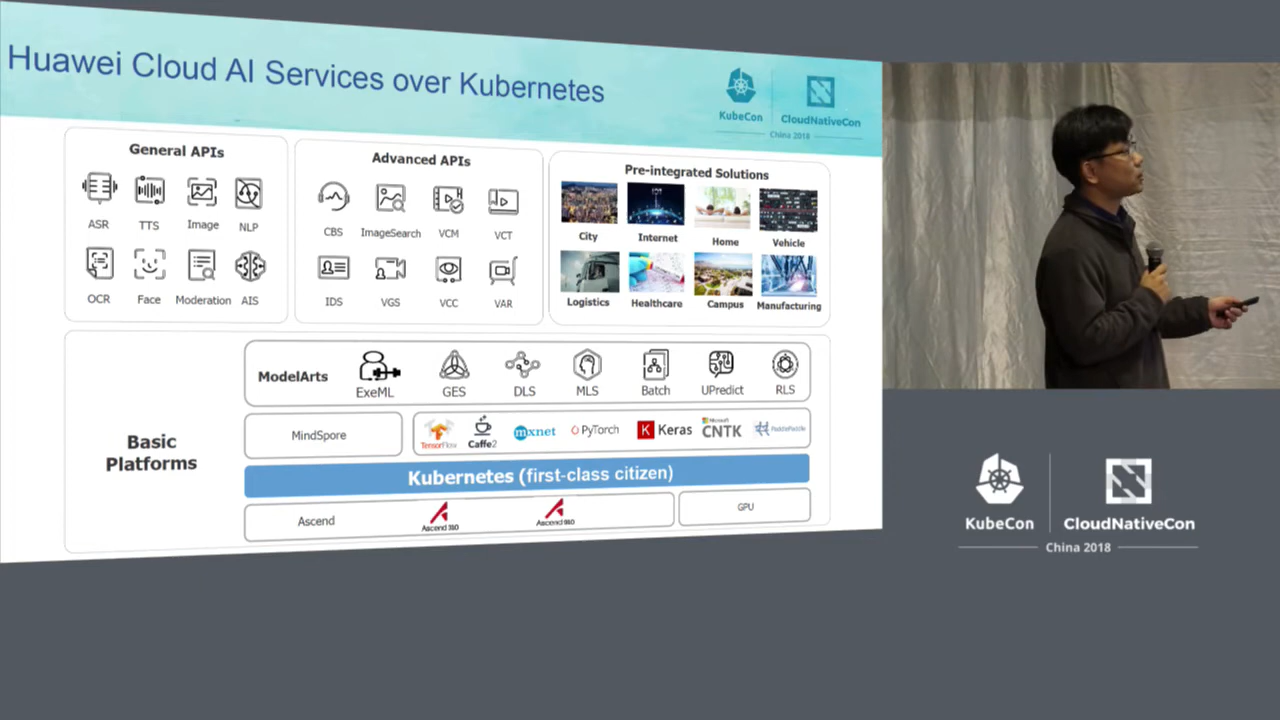 Huawei Cloud AI Services over Kubernetes
KubeCon
CloudNativeCon
China 2018
General APIs
ASR
TTS
Image
NLP
OCR
Face
Moderation
AIS
Advanced APIs
CBS
ImageSearch
VCM
VCT
IDS
VGS
VCC
VAR
Pre-integrated Solutions
City
Internet
Home
Vehicle
Logistics
Healthcare
Campus
Manufacturing
Basic
Platforms
ModelArts
ExeML
GES
DLS
MLS
Batch
UPredict
RLS
MindSpore
TensorFlow
Caffe2
mxnet
PyTorch
K Keras
Microsoft
CNTK
PaddlePaddle
Kubernetes (first-class citizen)
Ascend
Ascend 310
Ascend 910
GPU
KubeCon
CloudNativeCon
China 2018